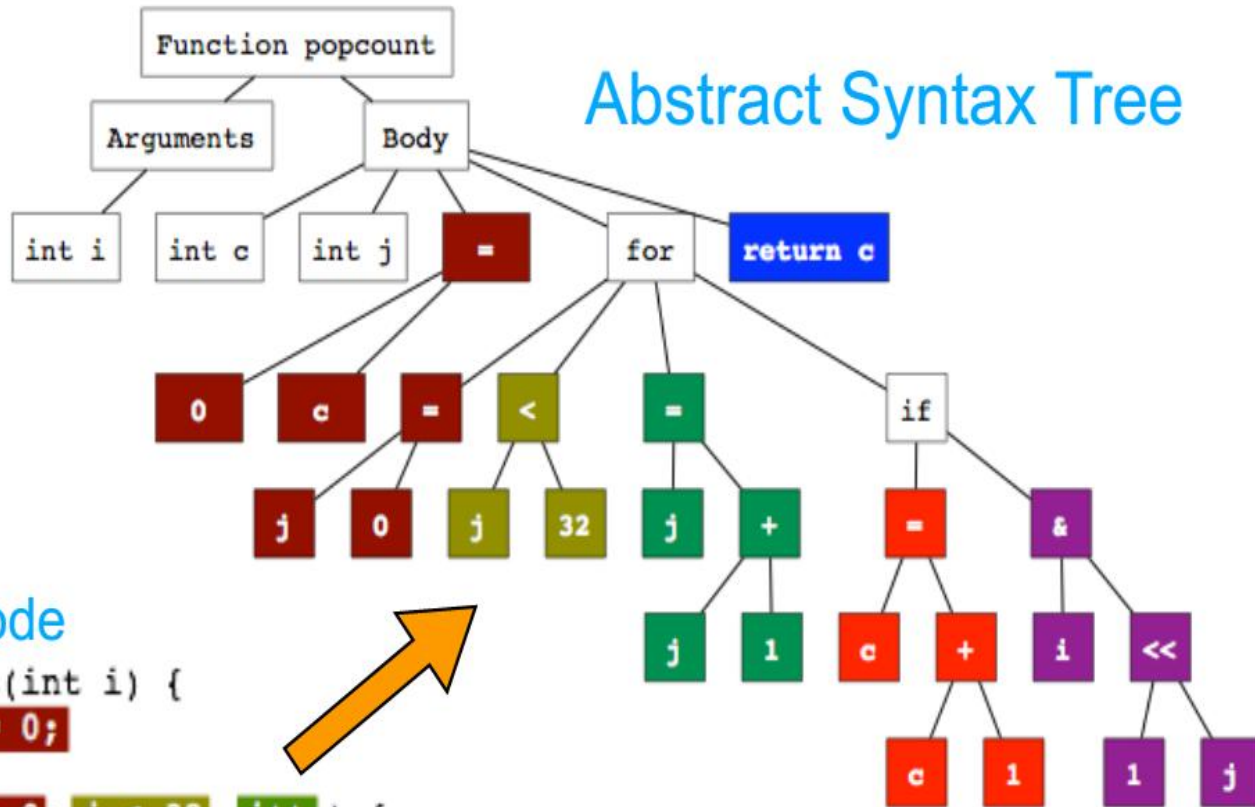 Function popcount
Abstract Syntax Tree
Arguments
Body
int i
int c
int j
=
for
return c
0
c
=
<
=
if
j
0
j
32
j
+
=
&
j
1
c
+
i
<<
c
1
1
j
(int i) {
0;